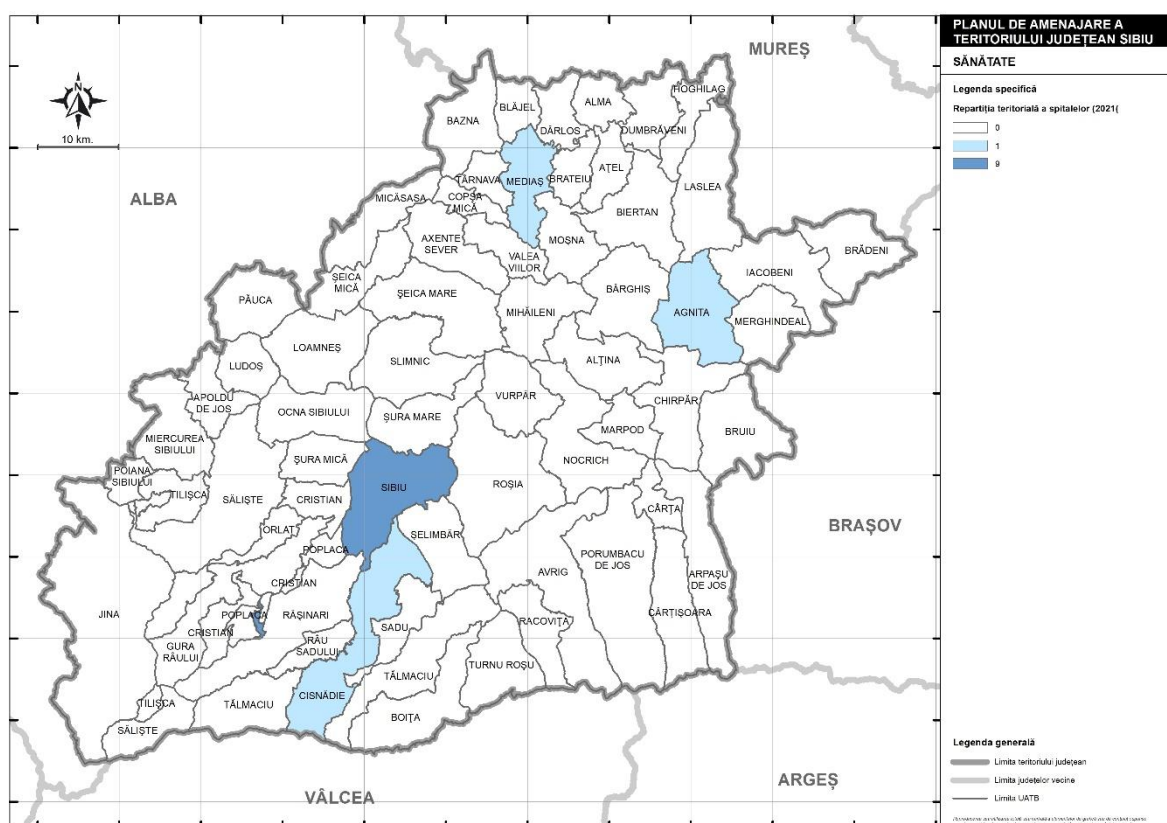 PLANUL DE AMENAJARE A
TERITORIULUI JUDEȚEAN SIBIU
SĂNĂTATE
Legenda specifică
Repartiția teritorială a spitalelor (2021(
0
1
9
MUREȘ
N
10 km.
ALBA
HOGHILAG
BLĂJEL
ALMA
BAZNA
DÂRLOS
DUMBRĂVENI
TÂRNAVA
MEDIAȘ
BRATEIU
AȚEL
LASLEA
MICĂSASA
COPȘA
MICĂ
BIERTAN
AXENTE
SEVER
MOȘNA
VALEA
VIILOR
BRĂDENI
IACOBENI
ȘEICA
MICĂ
ȘEICA MARE
BÂRGHIȘ
PĂUCA
MIHĂILENI
AGNITA
MERGHINDEAL
LOAMNEȘ
SLIMNIC
ALȚINA
LUDOȘ
APOLDU
DE JOS
VURPĂR
CHIRPĂR
OCNA SIBIULUI
ȘURA MARE
MARPOD
BRUIU
MIERCUREA
SIBIULUI
ȘURA MICĂ
NOCRICH
POIANA
SIBIULUI
TILIȘCA
SĂLIȘTE
CRISTIAN
SIBIU
ROȘIA
CÂRȚA
ORLAT
ȘELIMBĂR
BRAȘOV
POPLACA
PORUMBACU
DE JOS
CRISTIAN
AVRIG
ARPAȘU
DE JOS
JINA
POPLACA
RĂȘINARI
CÂRȚIȘOARA
CRISTIAN
SADU
RACOVIȚA
GURA
RÂULUI
RÂU
SADULUI
TURNU ROȘU
TĂLMACIU
CISNĂDIE
TILIȘCA
TĂLMACIU
BOIȚA
SĂLIȘTE
VÂLCEA
ARGEȘ
Legenda generală
Limita teritoriului județean
Limita județelor vecine
Limita UATB